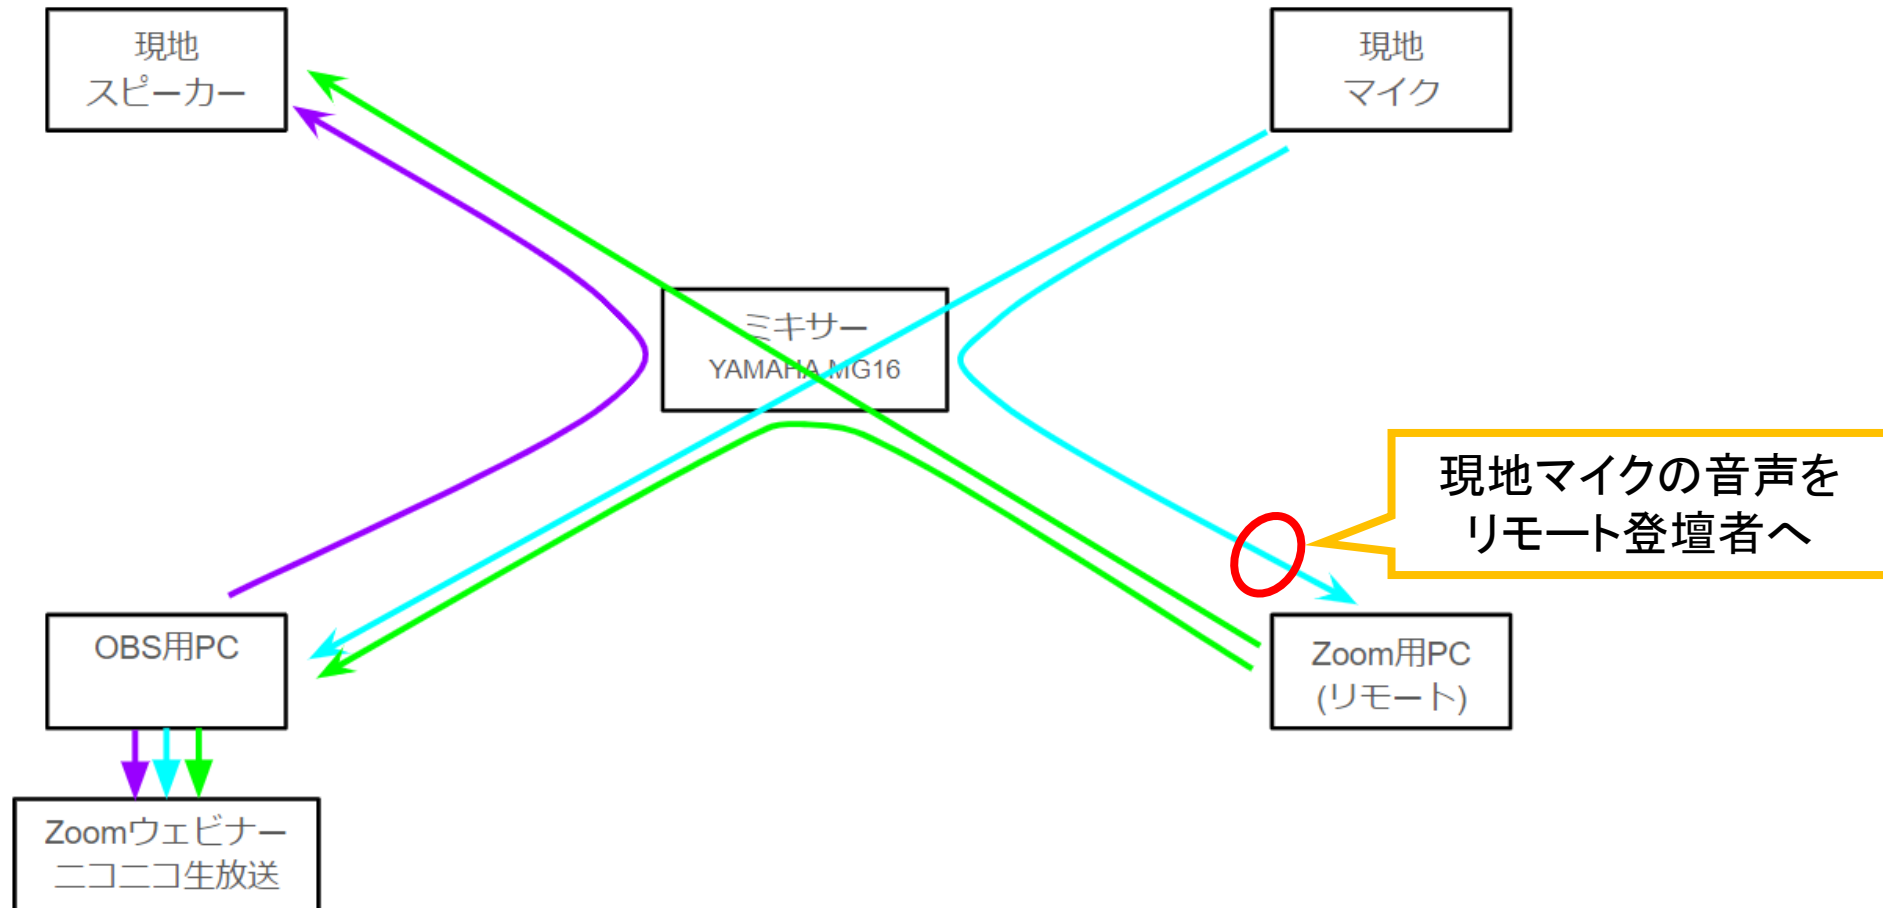 現地
スピーカー
現地
マイク
ミキサー
YAMAHA MG16
現地マイクの音声を
リモート登壇者へ
OBS用PC
Zoom用PC
(リモート)
Zoomウェビナー
ニコニコ生放送